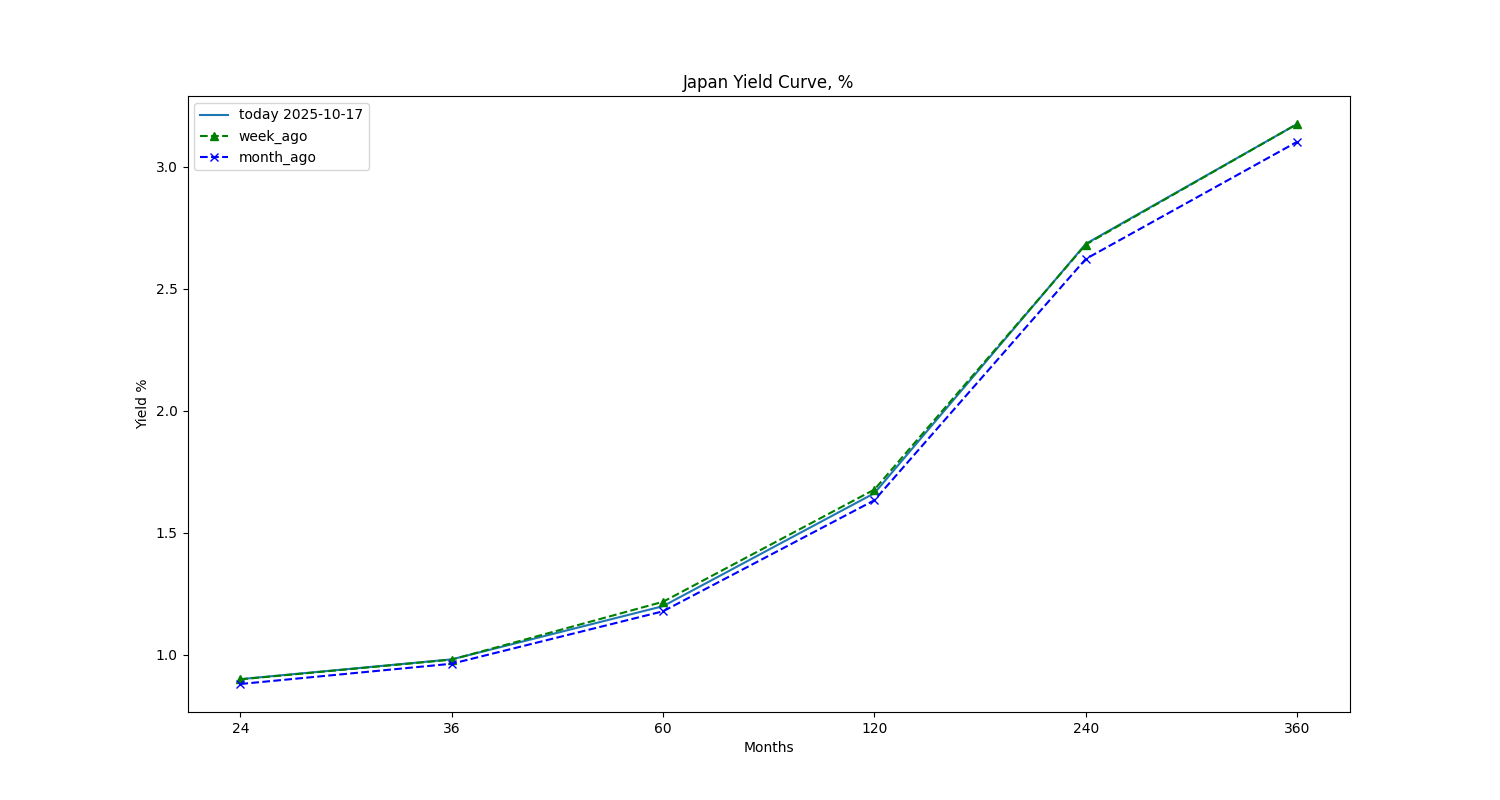 Japan Yield Curve, %
today 2025-10-17
week_ago
month_ago
3.0
2.5
2.0
1.5
1.0
Yield %
24 36 60 120 240 360
Months